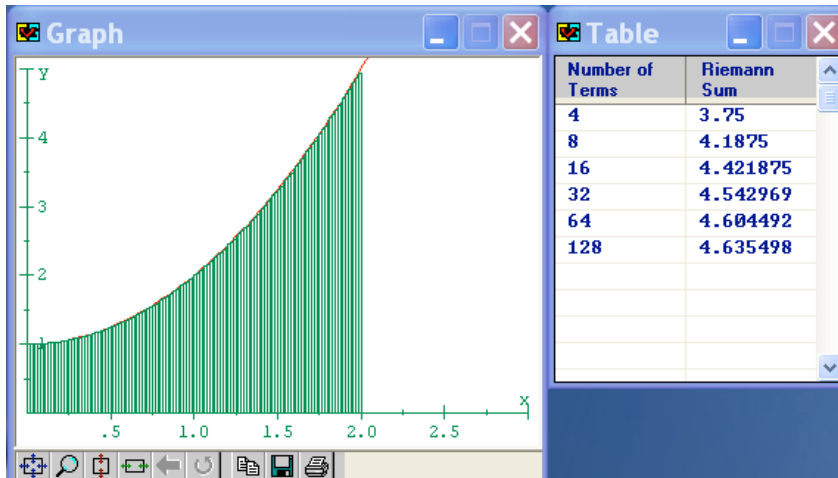 Graph
y
4
3
2
1
x
.5 1.0 1.5 2.0 2.5
Table
Number of Terms Riemann Sum
4 3.75
8 4.1875
16 4.421875
32 4.542969
64 4.604492
128 4.635498